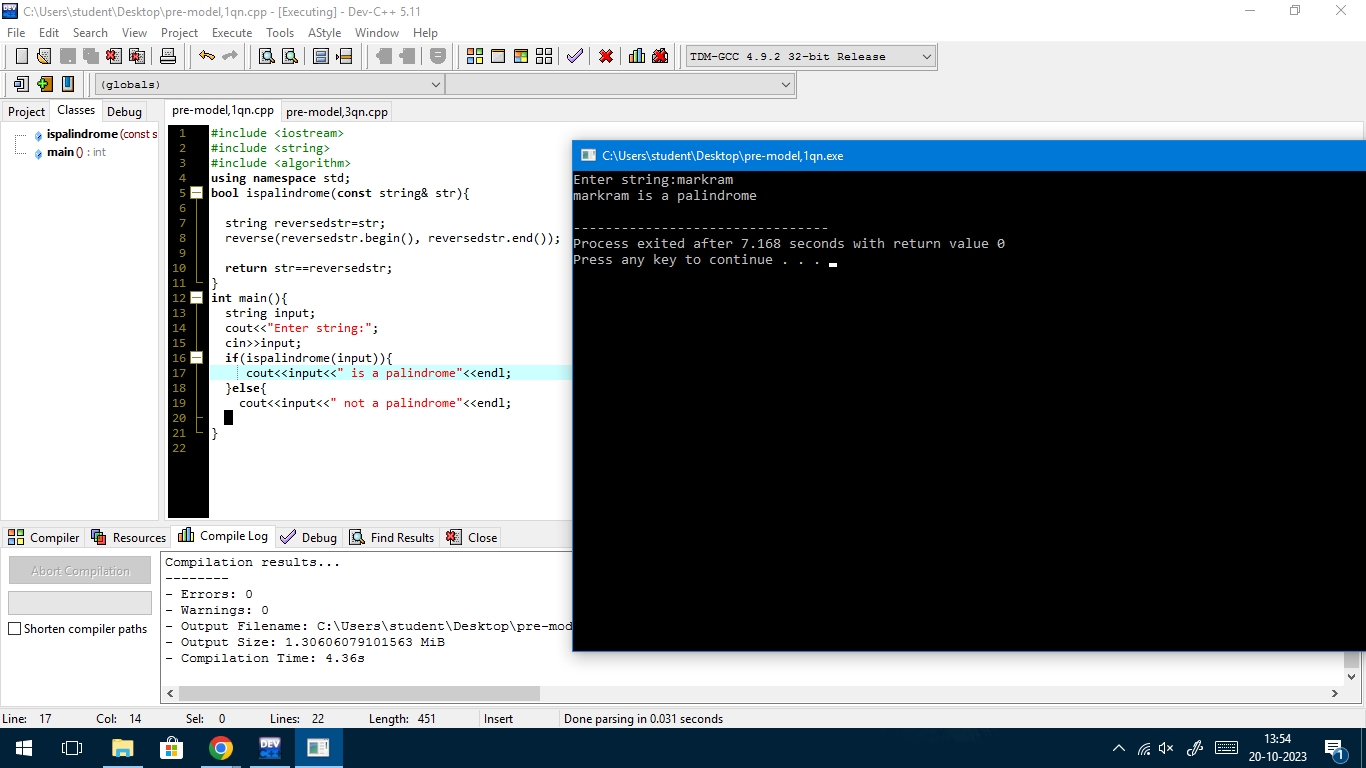 C:\Users\student\Desktop\pre-model,1qn.cpp - [Executing] - Dev-C++ 5.11
File Edit Search View Project Execute Tools AStyle Window Help
TDM-GCC 4.9.2 32-bit Release
(globals)
Project Classes Debug
ispalindrome (const s
main () : int
pre-model,1qn.cpp pre-model,3qn.cpp
1 #include <iostream>
2 #include <string>
3 #include <algorithm>
4 using namespace std;
5 bool ispalindrome(const string& str){
6
7 string reversedstr=str;
8 reverse(reversedstr.begin(), reversedstr.end());
9
10 return str==reversedstr;
11 }
12 int main(){
13 string input;
14 cout<<"Enter string:";
15 cin>>input;
16 if(ispalindrome(input)){
17 cout<<input<<" is a palindrome"<<endl;
18 }else{
19 cout<<input<<" not a palindrome"<<endl;
20
21 }
22
C:\Users\student\Desktop\pre-model,1qn.exe
Enter string:markram
markram is a palindrome
--------------------------------
Process exited after 7.168 seconds with return value 0
Press any key to continue . . .
Compiler Resources Compile Log Debug Find Results Close
Abort Compilation
Shorten compiler paths
Compilation results...
--------
- Errors: 0
- Warnings: 0
- Output Filename: C:\Users\student\Desktop\pre-mod
- Output Size: 1.30606079101563 MiB
- Compilation Time: 4.36s
Line: 17 Col: 14 Sel: 0 Lines: 22 Length: 451 Insert Done parsing in 0.031 seconds
DEV
13:54
20-10-2023
1